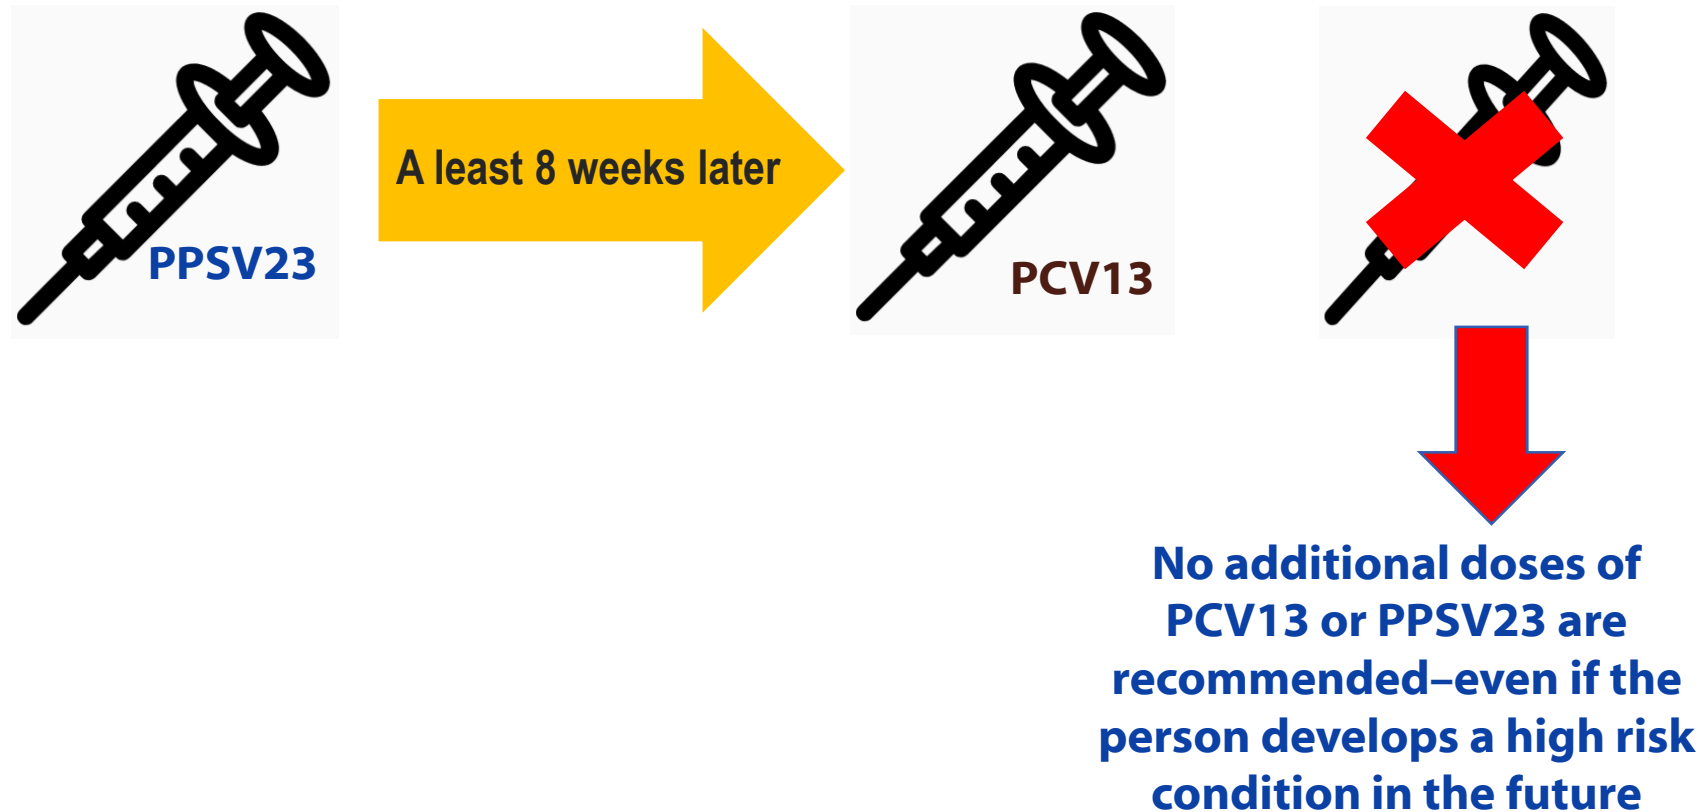 PPSV23
A least 8 weeks later
PCV13
No additional doses of
PCV13 or PPSV23 are
recommended–even if the
person develops a high risk
condition in the future